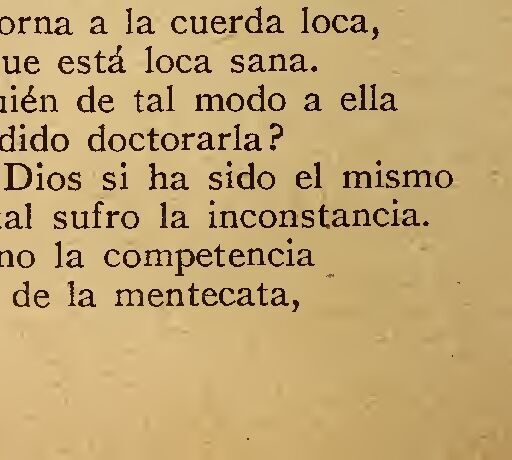 orna a la cuerda loca,
ue está loca sana.
ién de tal modo a ella
dido doctorarla?
Dios si ha sido el mismo
tal sufro la inconstancia.
no la competencia
de la mentecata,